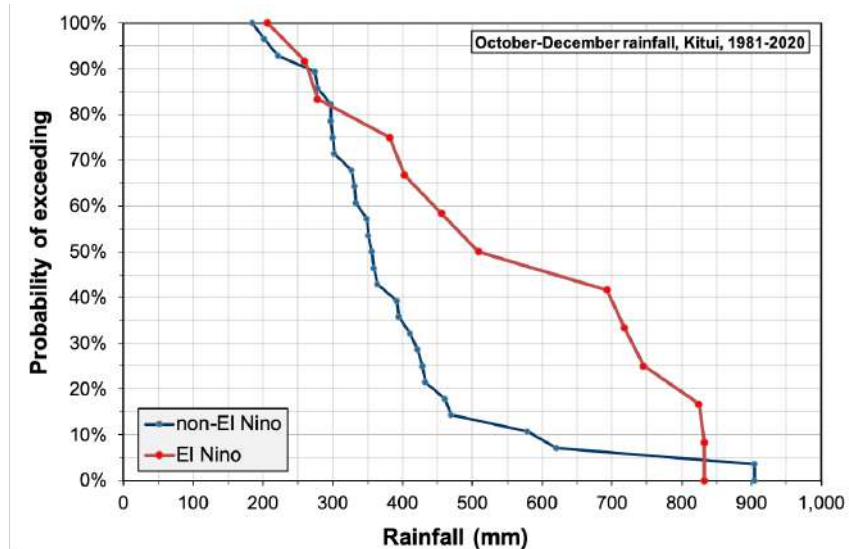 October-December rainfall, Kitui, 1981-2020
Probability of exceeding
100%
90%
80%
70%
60%
50%
40%
30%
20%
10%
0%
non-El Nino
El Nino
0 100 200 300 400 500 600 700 800 900 1,000
Rainfall (mm)